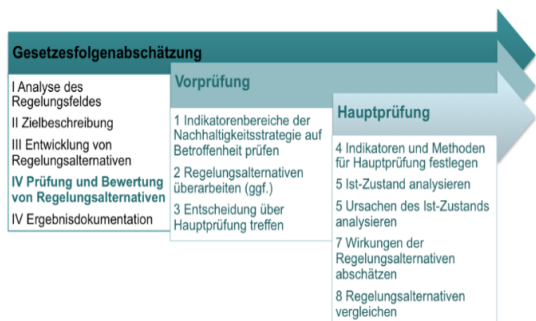 Gesetzesfolgenabschätzung
I Analyse des
Regelungsfeldes
II Zielbeschreibung
III Entwicklung von
Regelungsalternativen
IV Prüfung und Bewertung
von Regelungsalternativen
IV Ergebnisdokumentation
Vorprüfung
1 Indikatorenbereiche der
Nachhaltigkeitsstrategie auf
Betroffenheit prüfen
2 Regelungsalternativen
überarbeiten (ggf.)
3 Entscheidung über
Hauptprüfung treffen
Hauptprüfung
4 Indikatoren und Methoden
für Hauptprüfung festlegen
5 Ist-Zustand analysieren
5 Ursachen des Ist-Zustands
analysieren
7 Wirkungen der
Regelungsalternativen
abschätzen
8 Regelungsalternativen
vergleichen